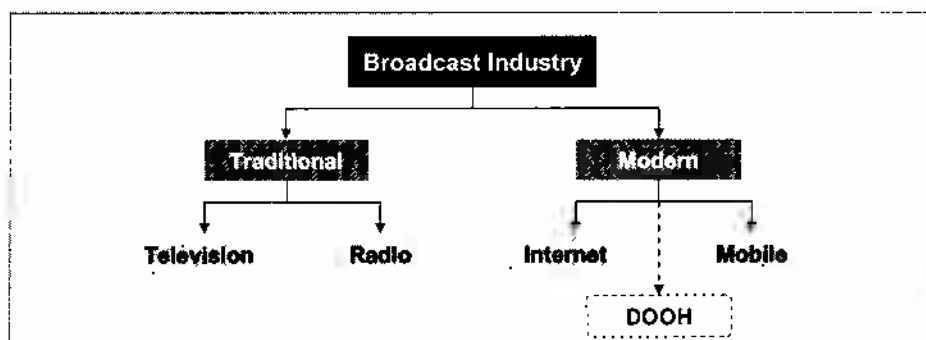 Broadcast Industry
Traditional Modern
Television Radio Internet Mobile
DOOH